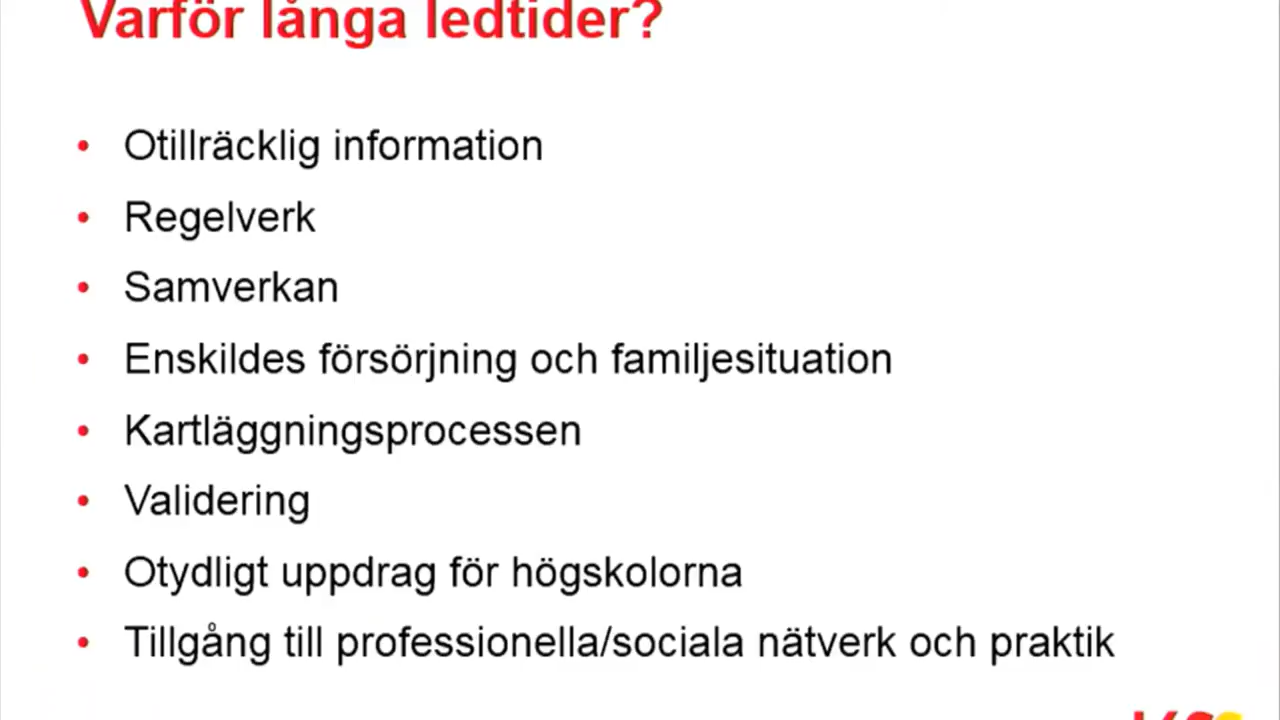 Varför långa ledtider?
• Otillräcklig information
• Regelverk
• Samverkan
• Enskildes försörjning och familjesituation
• Kartläggningsprocessen
• Validering
• Otydligt uppdrag för högskolorna
• Tillgång till professionella/sociala nätverk och praktik